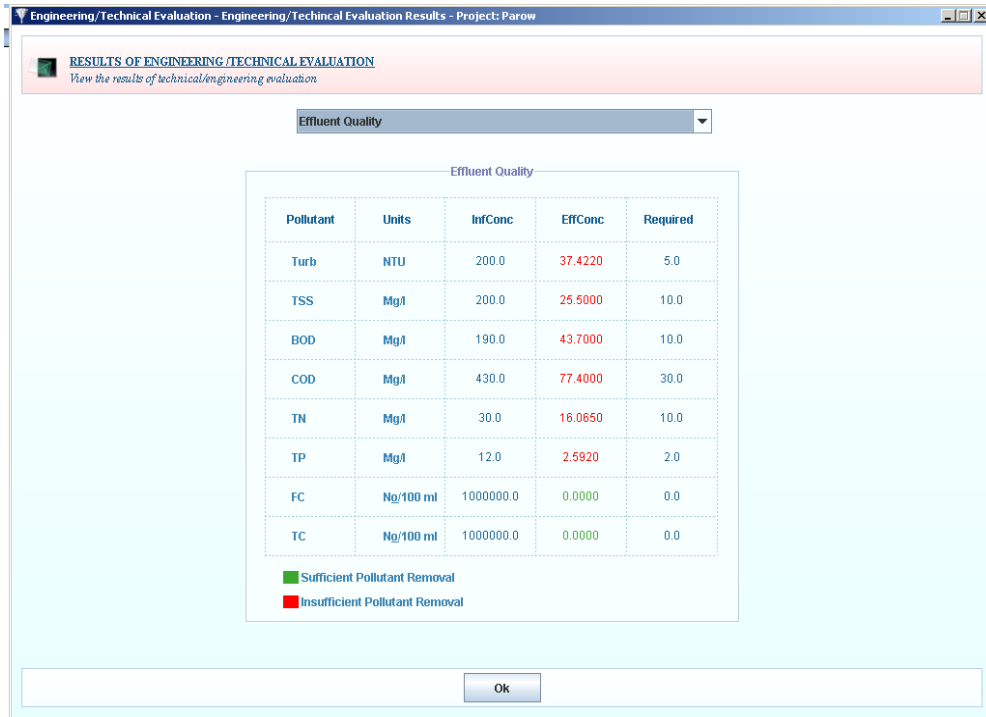 Engineering/Technical Evaluation - Engineering/Techincal Evaluation Results - Project: Parow
RESULTS OF ENGINEERING /TECHNICAL EVALUATION
View the results of technical/engineering evaluation
Effluent Quality
Effluent Quality
Pollutant Units InfConc EffConc Required
Turb NTU 200.0 37.4220 5.0
TSS Mg/l 200.0 25.5000 10.0
BOD Mg/l 190.0 43.7000 10.0
COD Mg/l 430.0 77.4000 30.0
TN Mg/l 30.0 16.0650 10.0
TP Mg/l 12.0 2.5920 2.0
FC No/100 ml 1000000.0 0.0000 0.0
TC No/100 ml 1000000.0 0.0000 0.0
Sufficient Pollutant Removal
Insufficient Pollutant Removal
Ok